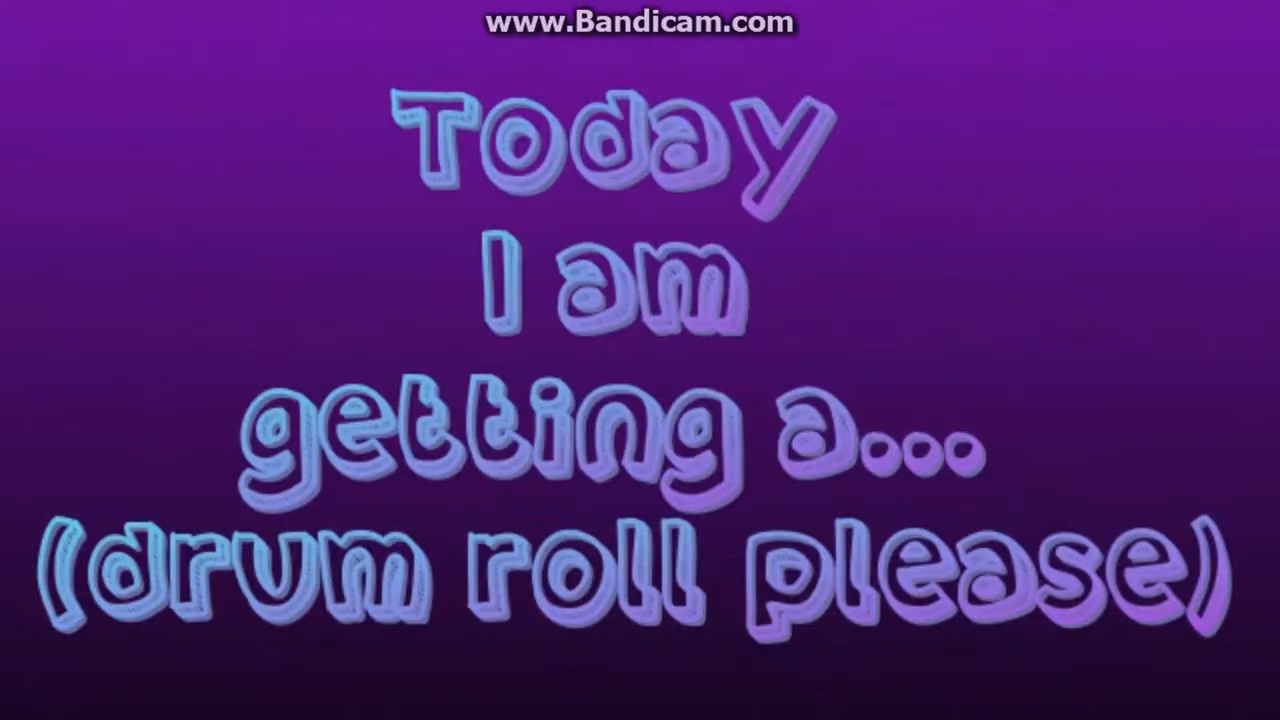 www.Bandicam.com
Today
I am
getting a...
(drum roll please)